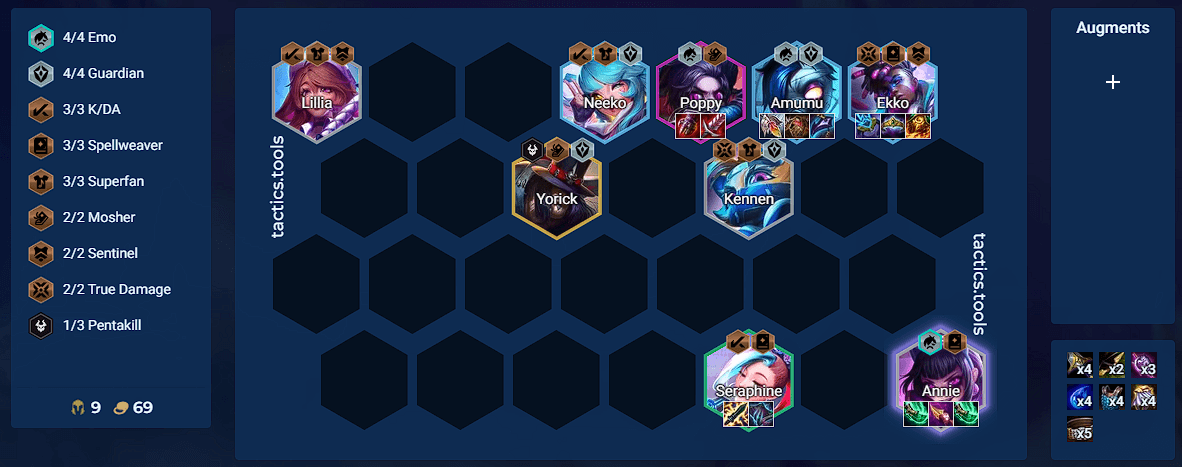 4/4 Emo
4/4 Guardian
3/3 K/DA
3/3 Spellweaver
3/3 Superfan
2/2 Mosher
2/2 Sentinel
2/2 True Damage
1/3 Pentakill
9 69
Lillia
Neeko
Poppy
Amumu
Ekko
tactics.tools
Yorick
Kennen
tactics.tools
Seraphine
Annie
Augments
+
x4 x2 x3
x4 x4 x4
x5